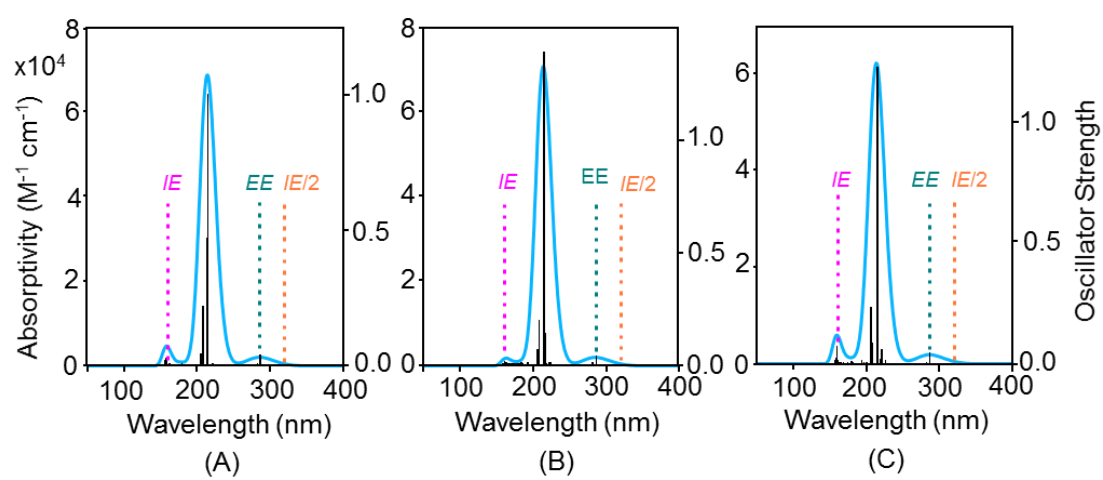 8 8
x10⁴
6 1.0 6 1.0 6 1.0
IE EE IE/2 IE EE IE/2 IE EE IE/2
4 4 4
0.5 0.5 0.5
2 2 2
0 0.0 0 0.0 0 0.0
100 200 300 400 100 200 300 400 100 200 300 400
Wavelength (nm) Wavelength (nm) Wavelength (nm)
(A) (B) (C)
Absorptivity (M⁻¹ cm⁻¹)
Oscillator Strength